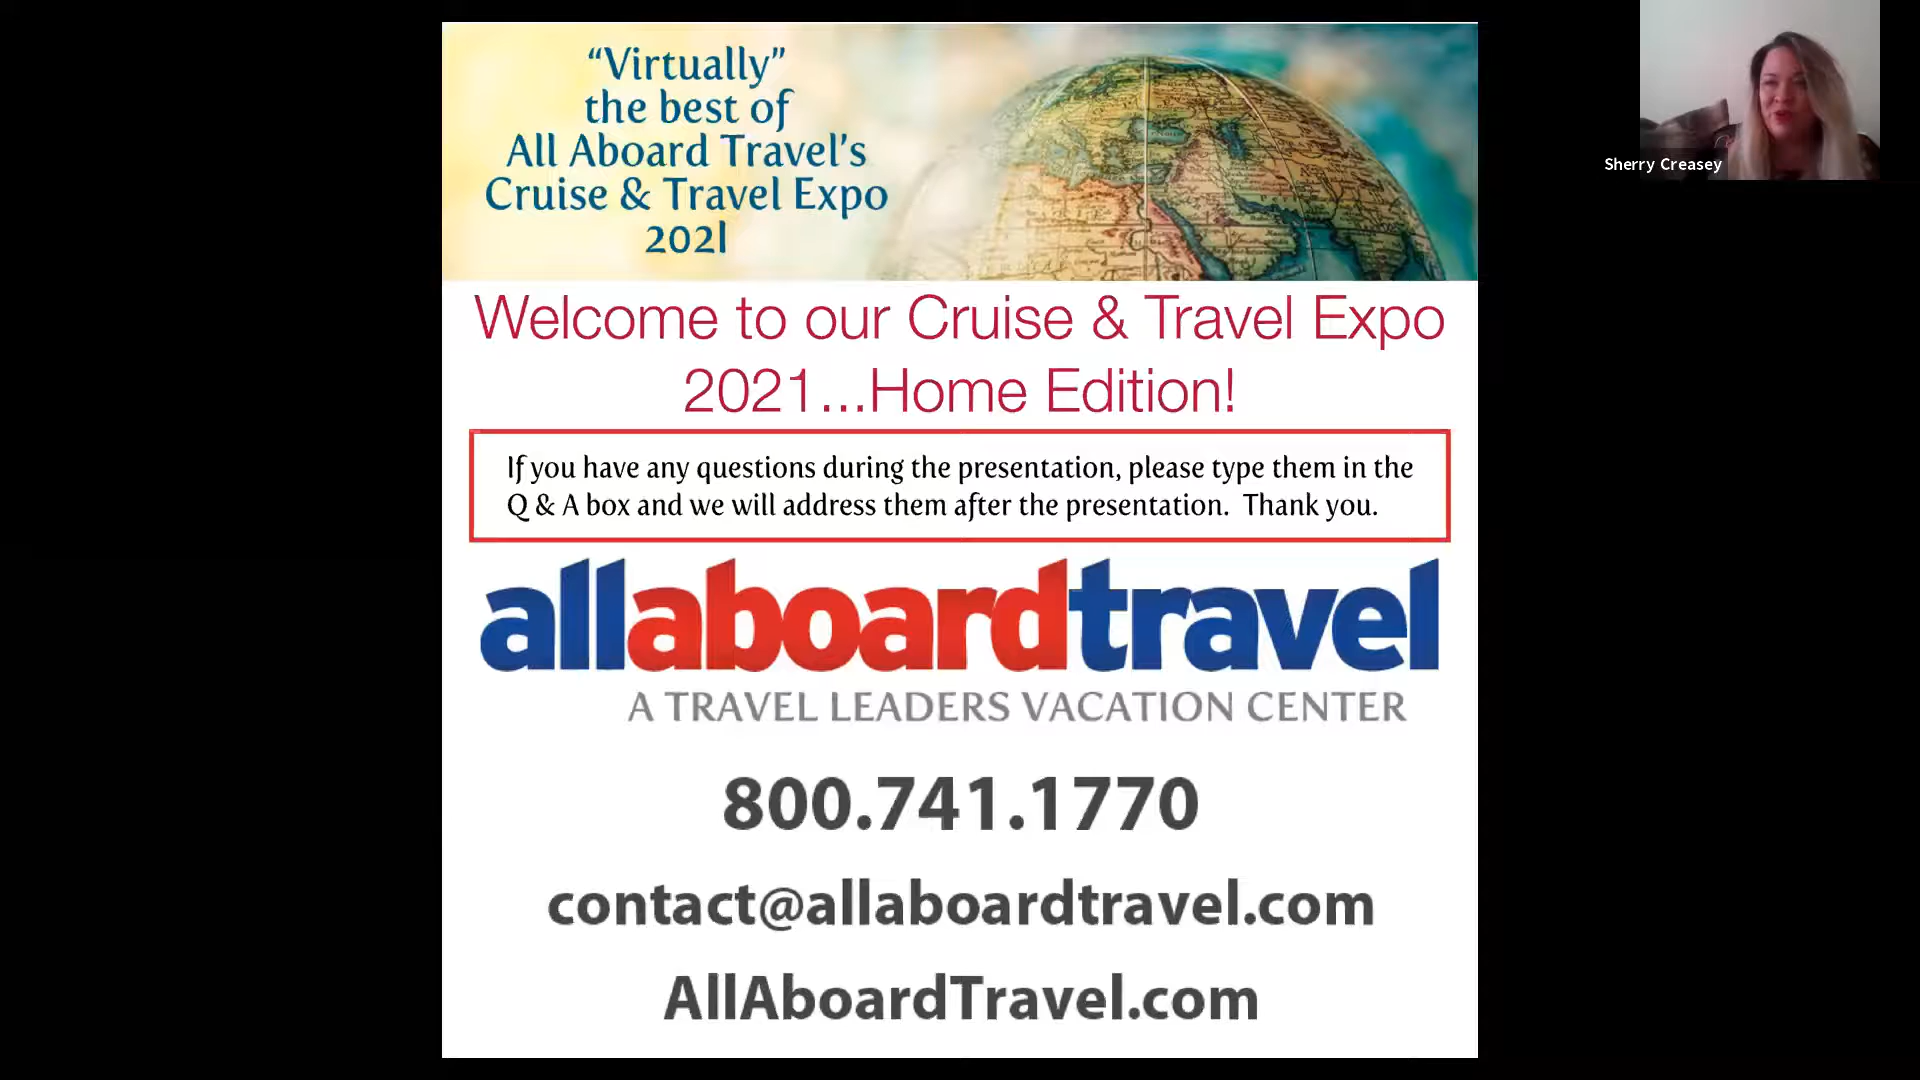 “Virtually”
the best of
All Aboard Travel’s
Cruise & Travel Expo
2021
Sherry Creasey
Welcome to our Cruise & Travel Expo
2021...Home Edition!
If you have any questions during the presentation, please type them in the
Q & A box and we will address them after the presentation. Thank you.
allaboardtravel
A TRAVEL LEADERS VACATION CENTER
800.741.1770
contact@allaboardtravel.com
AllAboardTravel.com